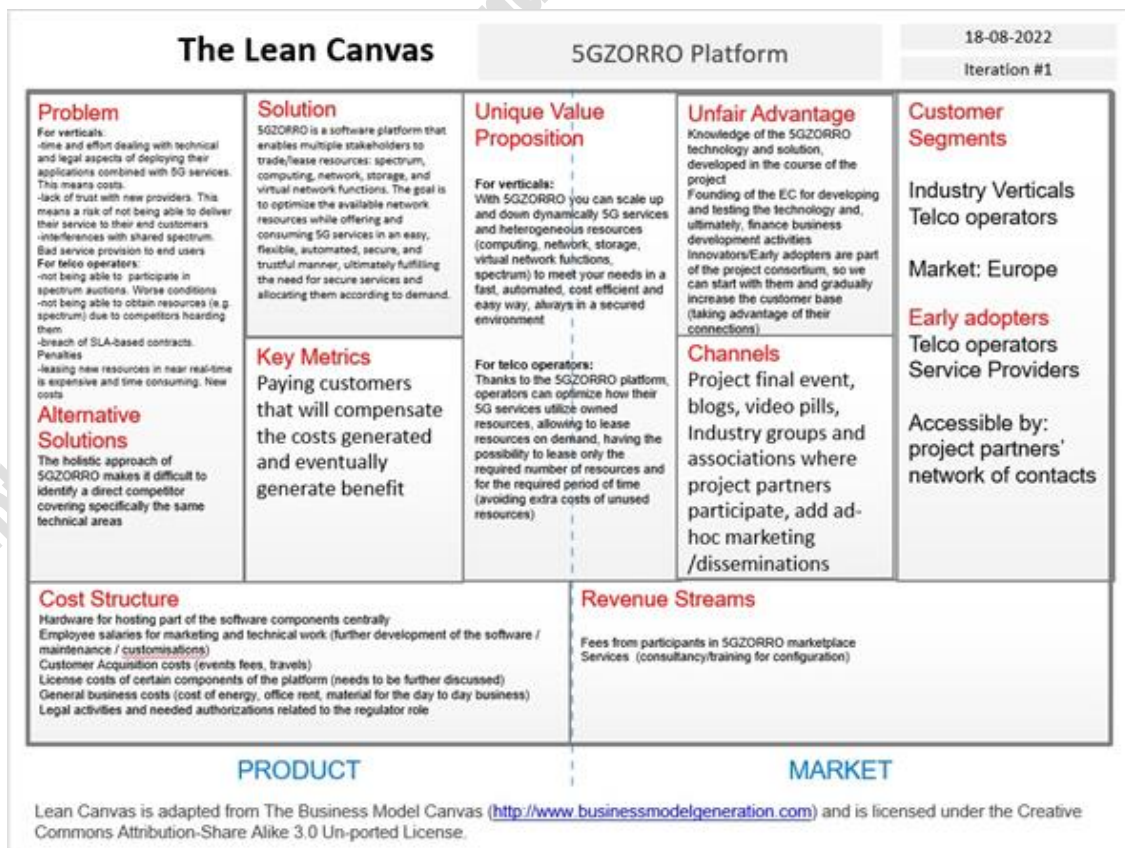 The Lean Canvas
5GZORRO Platform
18-08-2022
Iteration #1
Problem
For verticals:
-time and effort dealing with technical
and legal aspects of deploying their
applications combined with 5G services.
This means costs.
-lack of trust with new providers. This
means a risk of not being able to deliver
their service to their end customers
-interferences with shared spectrum.
Bad service provision to end users
For telco operators:
-not being able to participate in
spectrum auctions. Worse conditions
-not being able to obtain resources (e.g.
spectrum) due to competitors hoarding
them
-breach of SLA-based contracts.
Penalties
-leasing new resources in near real-time
is expensive and time consuming. New
costs
Alternative
Solutions
The holistic approach of
5GZORRO makes it difficult to
identify a direct competitor
covering specifically the same
technical areas
Solution
5GZORRO is a software platform that
enables multiple stakeholders to
trade/lease resources: spectrum,
computing, network, storage, and
virtual network functions. The goal is
to optimize the available network
resources while offering and
consuming 5G services in an easy,
flexible, automated, secure, and
trustful manner, ultimately fulfilling
the need for secure services and
allocating them according to demand.
Key Metrics
Paying customers
that will compensate
the costs generated
and eventually
generate benefit
Unique Value
Proposition
For verticals:
With 5GZORRO you can scale up
and down dynamically 5G services
and heterogeneous resources
(computing, network, storage,
virtual network functions,
spectrum) to meet your needs in a
fast, automated, cost efficient and
easy way, always in a secured
environment
For telco operators:
Thanks to the 5GZORRO platform,
operators can optimize how their
5G services utilize owned
resources, allowing to lease
resources on demand, having the
possibility to lease only the
required number of resources and
for the required period of time
(avoiding extra costs of unused
resources)
Unfair Advantage
Knowledge of the 5GZORRO
technology and solution,
developed in the course of the
project
Founding of the EC for developing
and testing the technology and,
ultimately, finance business
development activities
Innovators/Early adopters are part
of the project consortium, so we
can start with them and gradually
increase the customer base
(taking advantage of their
connections)
Channels
Project final event,
blogs, video pills,
Industry groups and
associations where
project partners
participate, add ad-
hoc marketing
/disseminations
Customer
Segments
Industry Verticals
Telco operators
Market: Europe
Early adopters
Telco operators
Service Providers
Accessible by:
project partners'
network of contacts
Cost Structure
Hardware for hosting part of the software components centrally
Employee salaries for marketing and technical work (further development of the software /
maintenance / customisations)
Customer Acquisition costs (events fees, travels)
License costs of certain components of the platform (needs to be further discussed)
General business costs (cost of energy, office rent, material for the day to day business)
Legal activities and needed authorizations related to the regulator role
Revenue Streams
Fees from participants in 5GZORRO marketplace
Services (consultancy/training for configuration)
PRODUCT
MARKET
Lean Canvas is adapted from The Business Model Canvas (http://www.businessmodelgeneration.com) and is licensed under the Creative
Commons Attribution-Share Alike 3.0 Un-ported License.